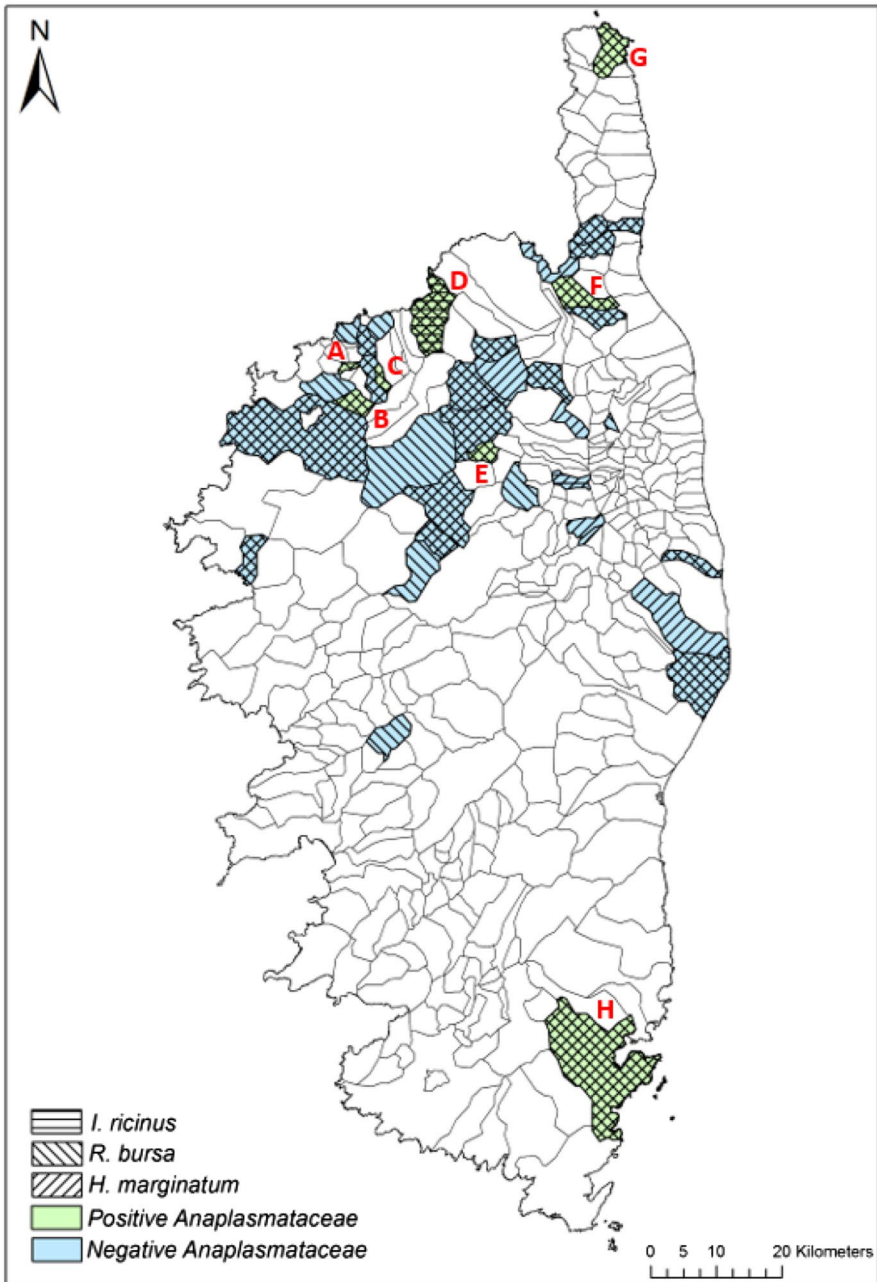 N
G
D
F
A
C
B
E
H
I. ricinus
R. bursa
H. marginatum
Positive Anaplasmataceae
Negative Anaplasmataceae
0 5 10 20 Kilometers